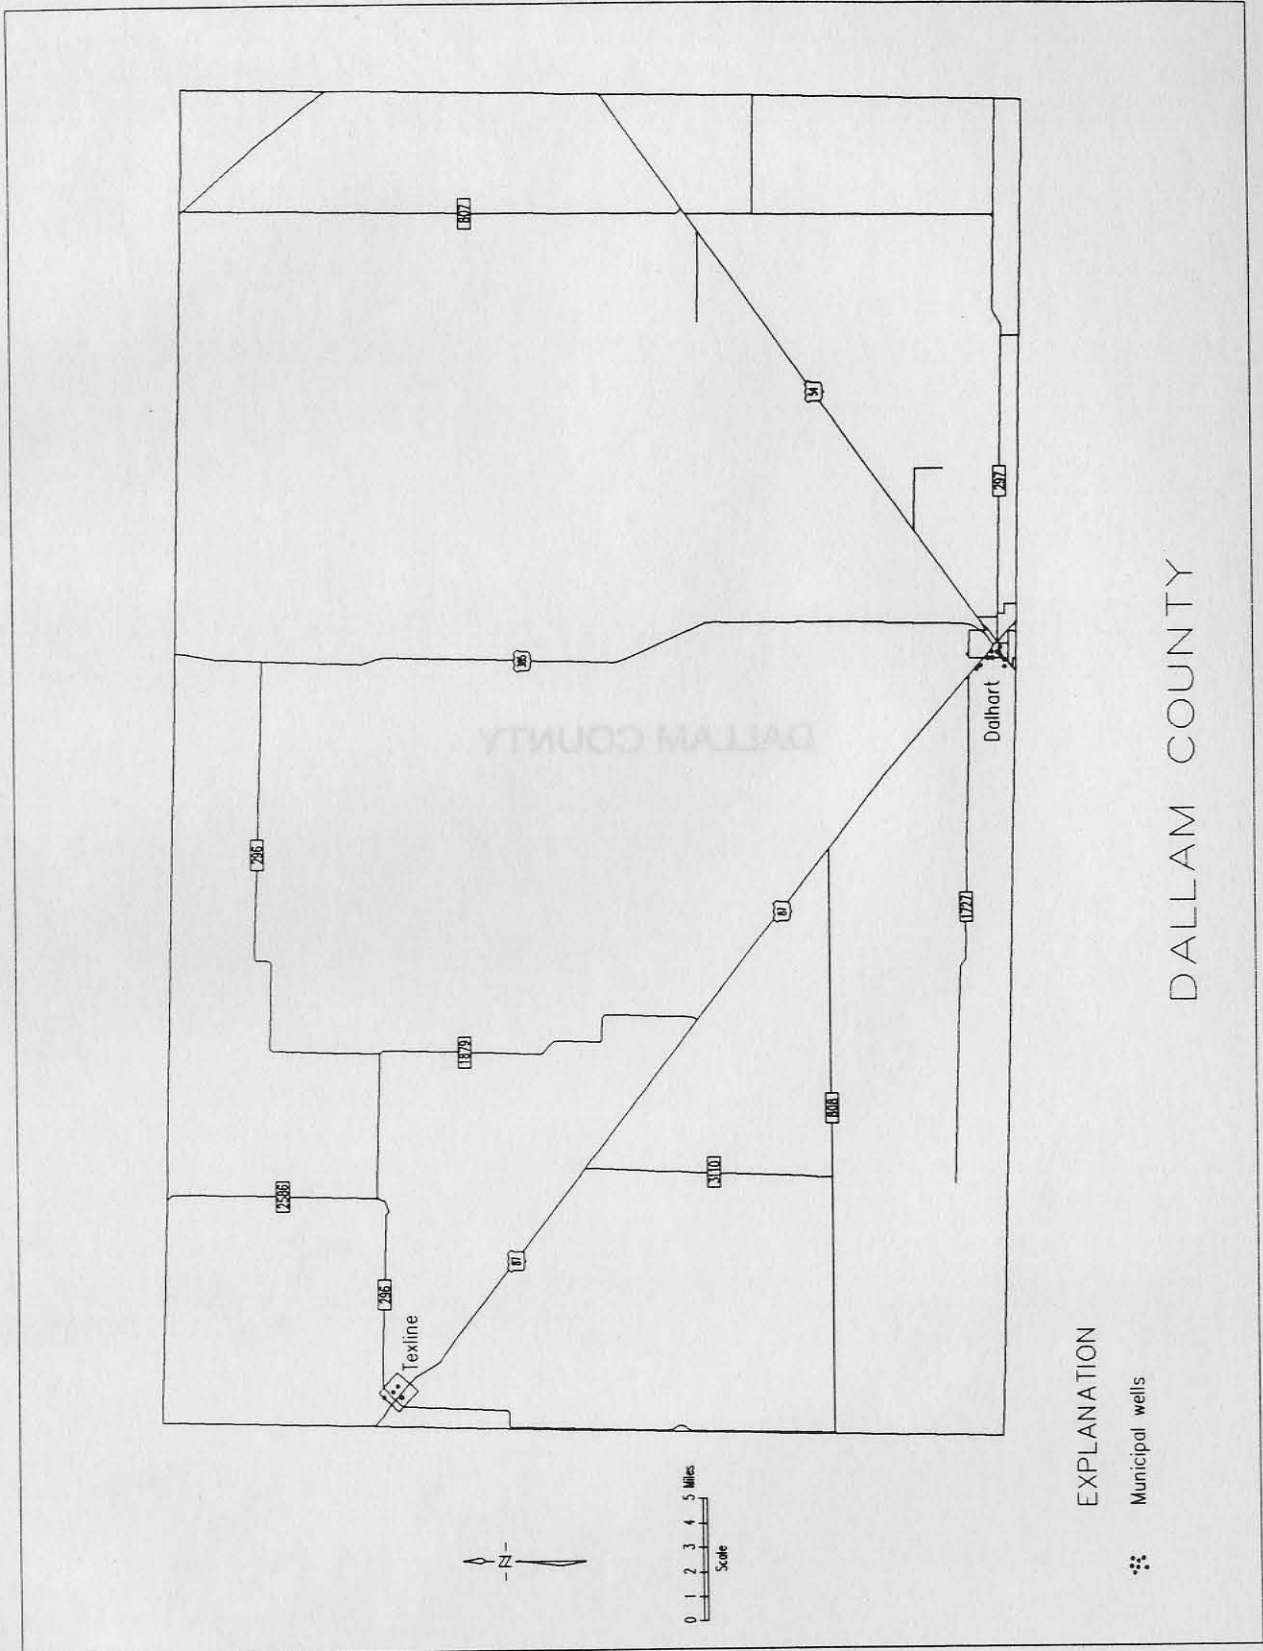 296
2586
296
Texline
1879
807
N
87
385
0 1 2 3 4 5 Miles
Scale
3110
87
54
808
1727
Dalhart
297
DALLAM COUNTY
EXPLANATION
Municipal wells
DALLAM COUNTY